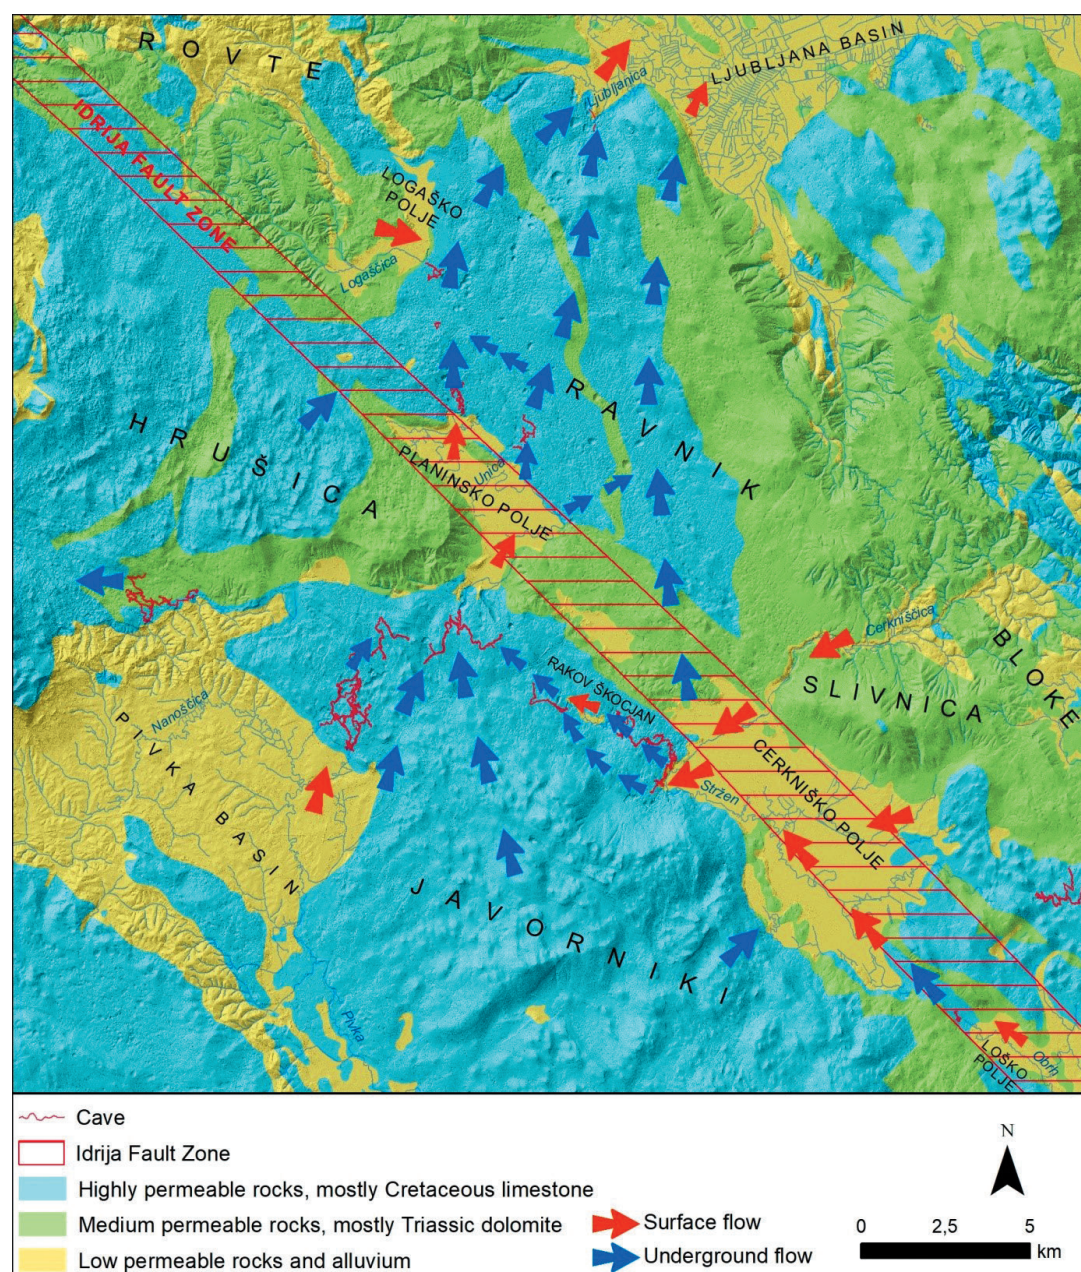 ROVTE
LJUBLJANA BASIN
Ljubljanica
IDRIJA FAULT ZONE
LOGAŠKO
POLJE
Logaščica
RAVNIK
HRUŠICA
PLANINSKO POLJE
Unica
Cerkniščica
BLOKE
SLIVNICA
RAKOV ŠKOCJAN
Nanoščica
PIVKA BASIN
CERKNIŠKO POLJE
Stržen
JAVORNIKI
Pivka
LOŠKO
POLJE
Obrh
Cave
Idrija Fault Zone
Highly permeable rocks, mostly Cretaceous limestone
Medium permeable rocks, mostly Triassic dolomite
Low permeable rocks and alluvium
Surface flow
Underground flow
N
0 2,5 5
km